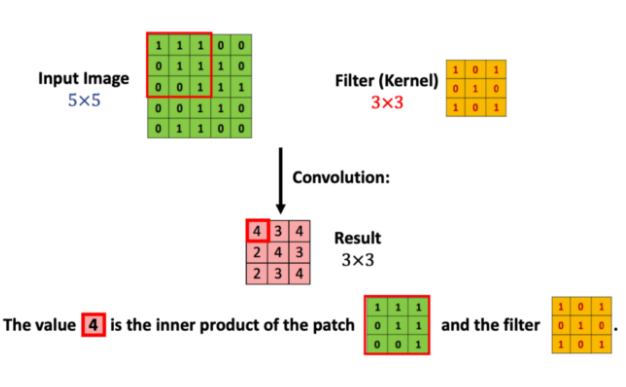 1 1 1 0 0
0 1 1 1 0
0 0 1 1 1
0 0 1 1 0
0 1 1 0 0
Input Image
5×5
Filter (Kernel)
3×3
1 0 1
0 1 0
1 0 1
Convolution:
4 3 4
2 4 3
2 3 4
Result
3×3
The value 4 is the inner product of the patch
1 1 1
0 1 1
0 0 1
and the filter
1 0 1
0 1 0
1 0 1
.